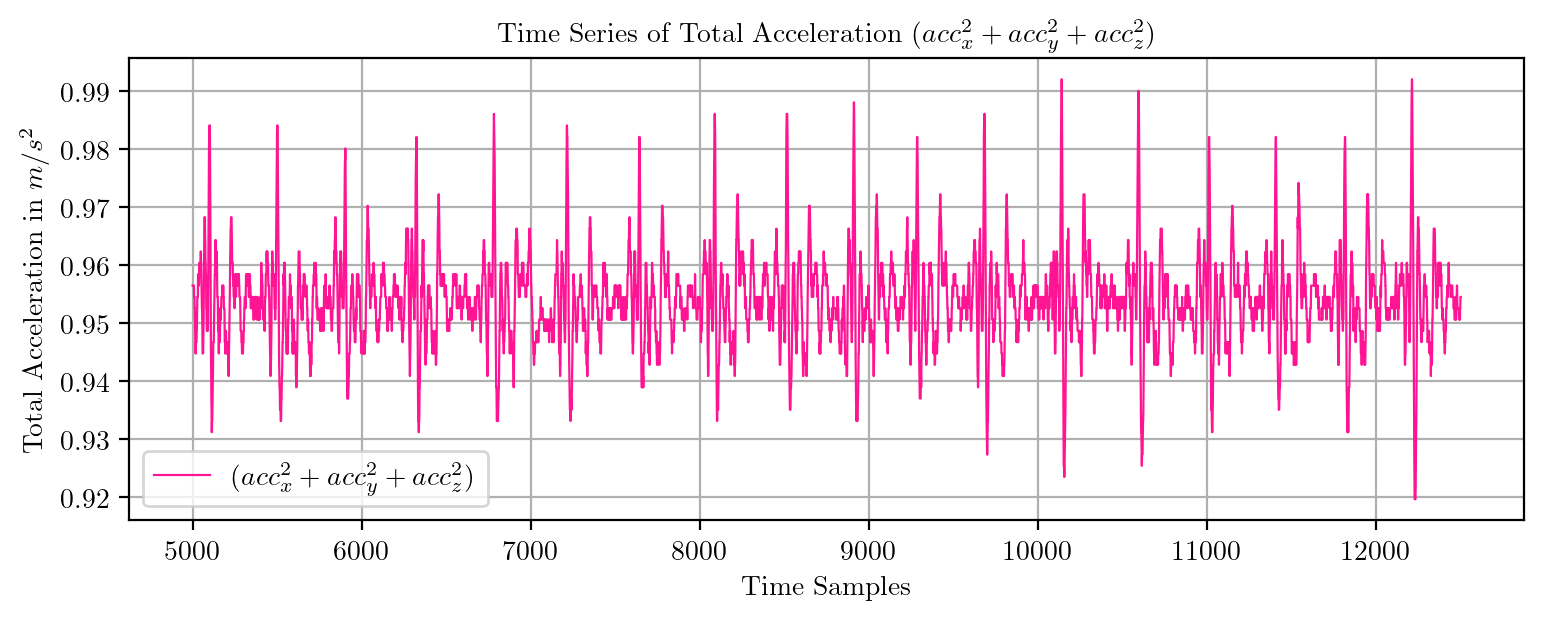 Time Series of Total Acceleration ($acc_x^2 + acc_y^2 + acc_z^2$)
Total Acceleration in $m/s^2$
0.99
0.98
0.97
0.96
0.95
0.94
0.93
0.92
($acc_x^2 + acc_y^2 + acc_z^2$)
5000 6000 7000 8000 9000 10000 11000 12000
Time Samples